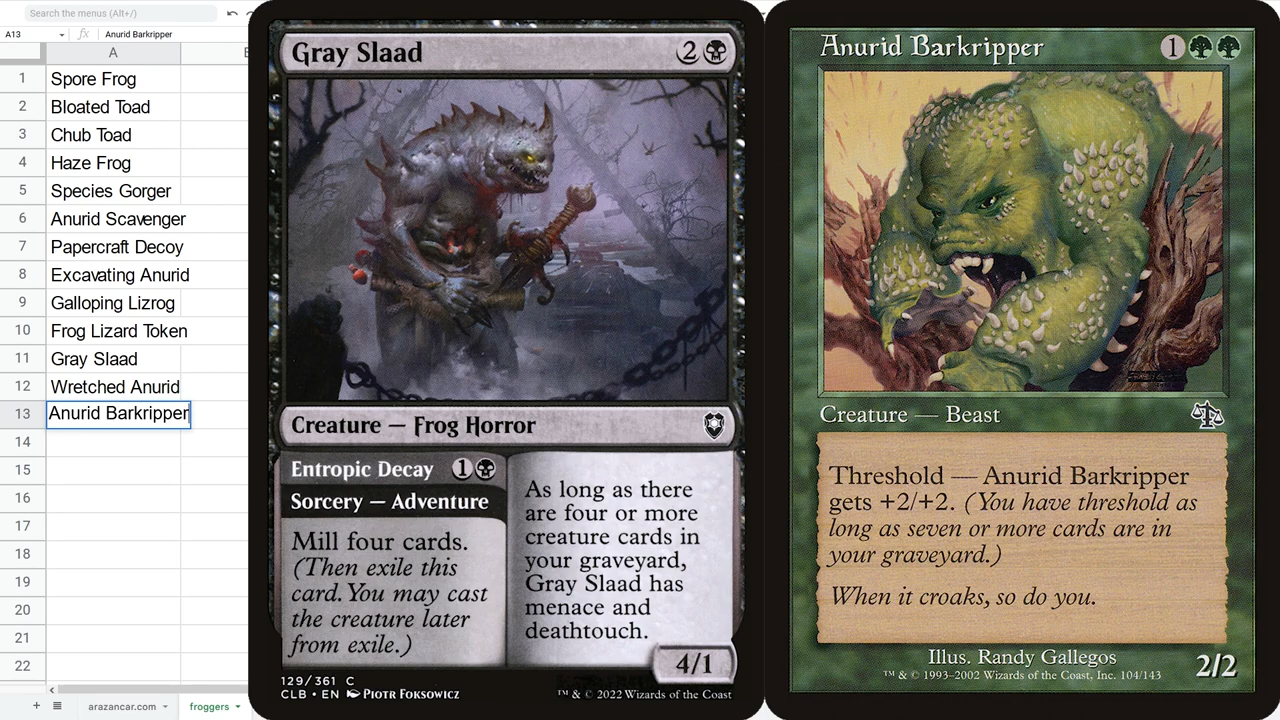 Search the menus (Alt+/)
A13
fx
Anurid Barkripper
A
1 Spore Frog
2 Bloated Toad
3 Chub Toad
4 Haze Frog
5 Species Gorger
6 Anurid Scavenger
7 Papercraft Decoy
8 Excavating Anurid
9 Galloping Lizrog
10 Frog Lizard Token
11 Gray Slaad
12 Wretched Anurid
13 Anurid Barkripper
14
15
16
17
18
19
20
21
22
arazancar.com
froggers
Gray Slaad 2
Creature — Frog Horror
Entropic Decay 1
Sorcery — Adventure
Mill four cards.
(Then exile this
card. You may cast
the creature later
from exile.)
As long as there
are four or more
creature cards in
your graveyard,
Gray Slaad has
menace and
deathtouch.
4/1
129/361 C
CLB • EN Piotr Foksowicz
™ & © 2022 Wizards of the Coast
Anurid Barkripper 1
Creature — Beast
Threshold — Anurid Barkripper
gets +2/+2. (You have threshold as
long as seven or more cards are in
your graveyard.)
When it croaks, so do you.
Illus. Randy Gallegos
™ & © 1993–2002 Wizards of the Coast, Inc. 104/143
2/2